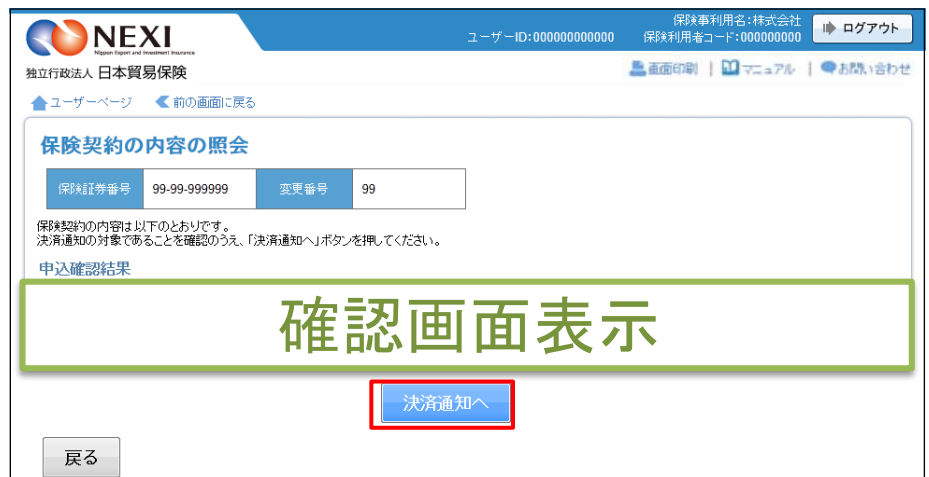 NEXI
Nippon Export and Investment Insurance
独立行政法人 日本貿易保険
ユーザーID:000000000000
保険事利用名:株式会社
保険利用者コード:000000000
ログアウト
画面印刷 | マニュアル | お問い合わせ
ユーザーページ 前の画面に戻る
保険契約の内容の照会
保険証券番号 99-99-999999 変更番号 99
保険契約の内容は以下のとおりです。
決済通知の対象であることを確認のうえ、「決済通知へ」ボタンを押してください。
申込確認結果
確認画面表示
決済通知へ
戻る